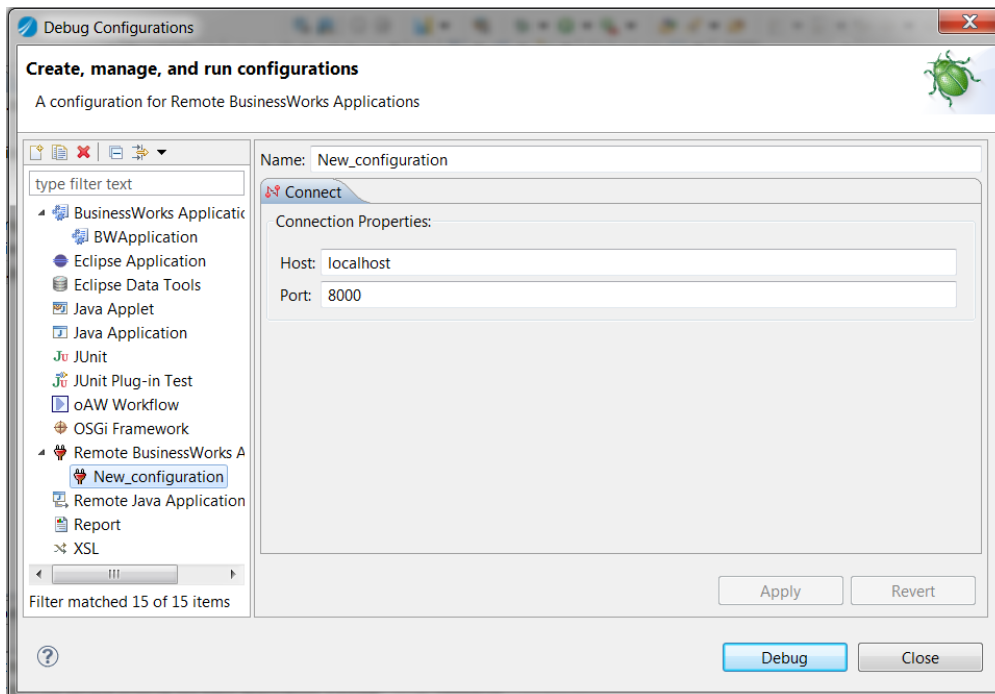 Debug Configurations
Create, manage, and run configurations
A configuration for Remote BusinessWorks Applications
type filter text
BusinessWorks Applicatic
BWApplication
Eclipse Application
Eclipse Data Tools
Java Applet
Java Application
Ju JUnit
JUnit Plug-in Test
oAW Workflow
OSGi Framework
Remote BusinessWorks A
New_configuration
Remote Java Application
Report
XSL
Filter matched 15 of 15 items
Name: New_configuration
Connect
Connection Properties:
Host: localhost
Port: 8000
Apply Revert
? Debug Close